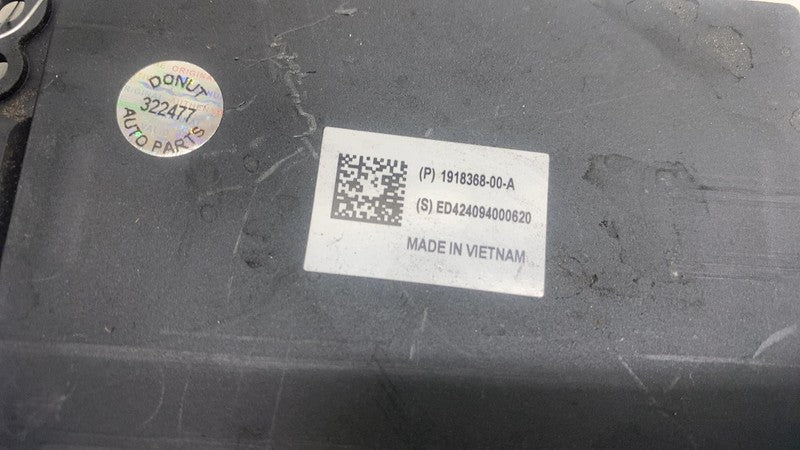 DONUT
322477
AUTO PARTS
(P) 1918368-00-A
(S) ED424094000620
MADE IN VIETNAM